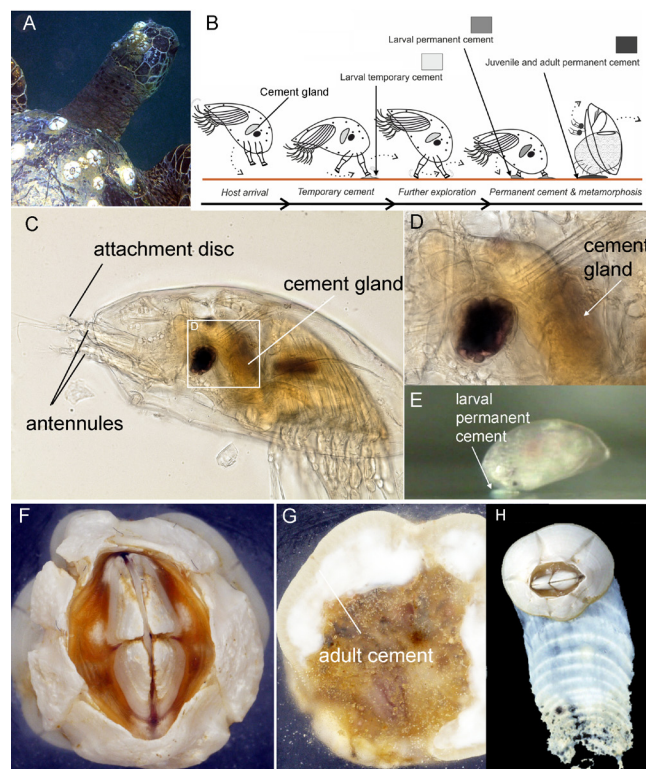 A
B
Larval permanent cement
Juvenile and adult permanent cement
Larval temporary cement
Cement gland
Host arrival
Temporary cement
Further exploration
Permanent cement & metamorphosis
C
attachment disc
cement gland
D
antennules
D
cement
gland
E
larval
permanent
cement
F
G
adult cement
H